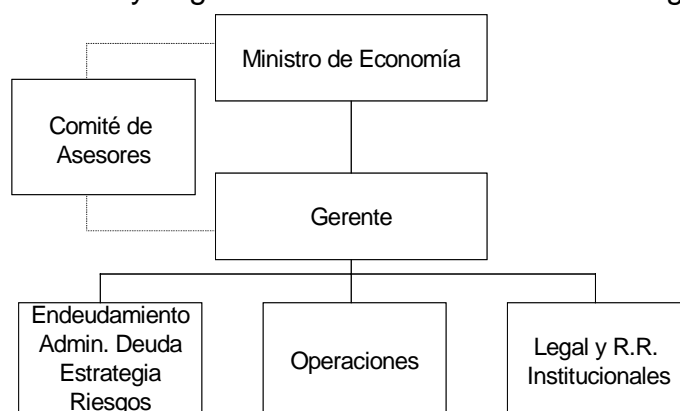 Ministro de Economía
Comité de
Asesores
Gerente
Endeudamiento
Admin. Deuda
Estrategia
Riesgos
Operaciones
Legal y R.R.
Institucionales